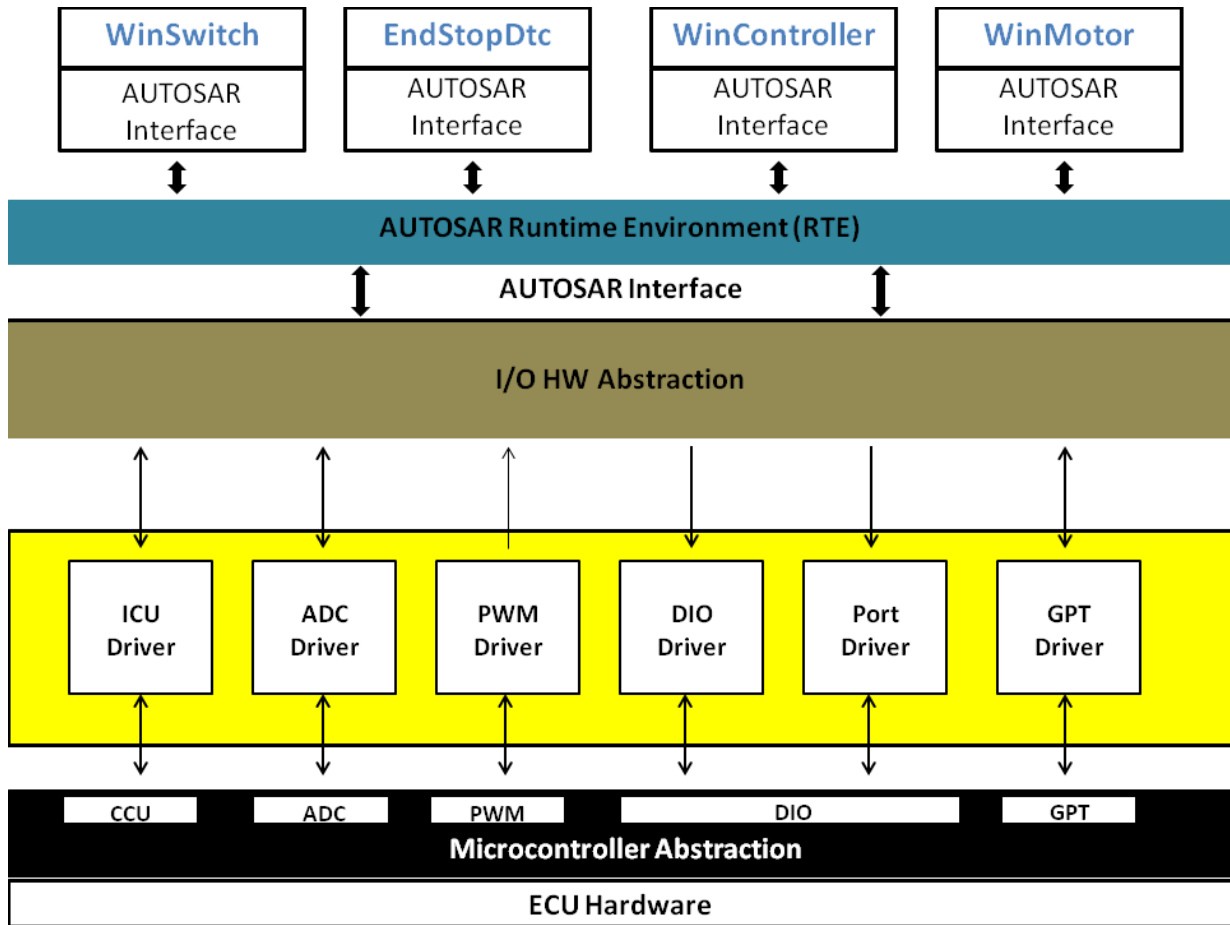 WinSwitch
EndStopDtc
WinController
WinMotor
AUTOSAR
Interface
AUTOSAR
Interface
AUTOSAR
Interface
AUTOSAR
Interface
AUTOSAR Runtime Environment (RTE)
AUTOSAR Interface
I/O HW Abstraction
ICU
Driver
ADC
Driver
PWM
Driver
DIO
Driver
Port
Driver
GPT
Driver
CCU
ADC
PWM
DIO
GPT
Microcontroller Abstraction
ECU Hardware